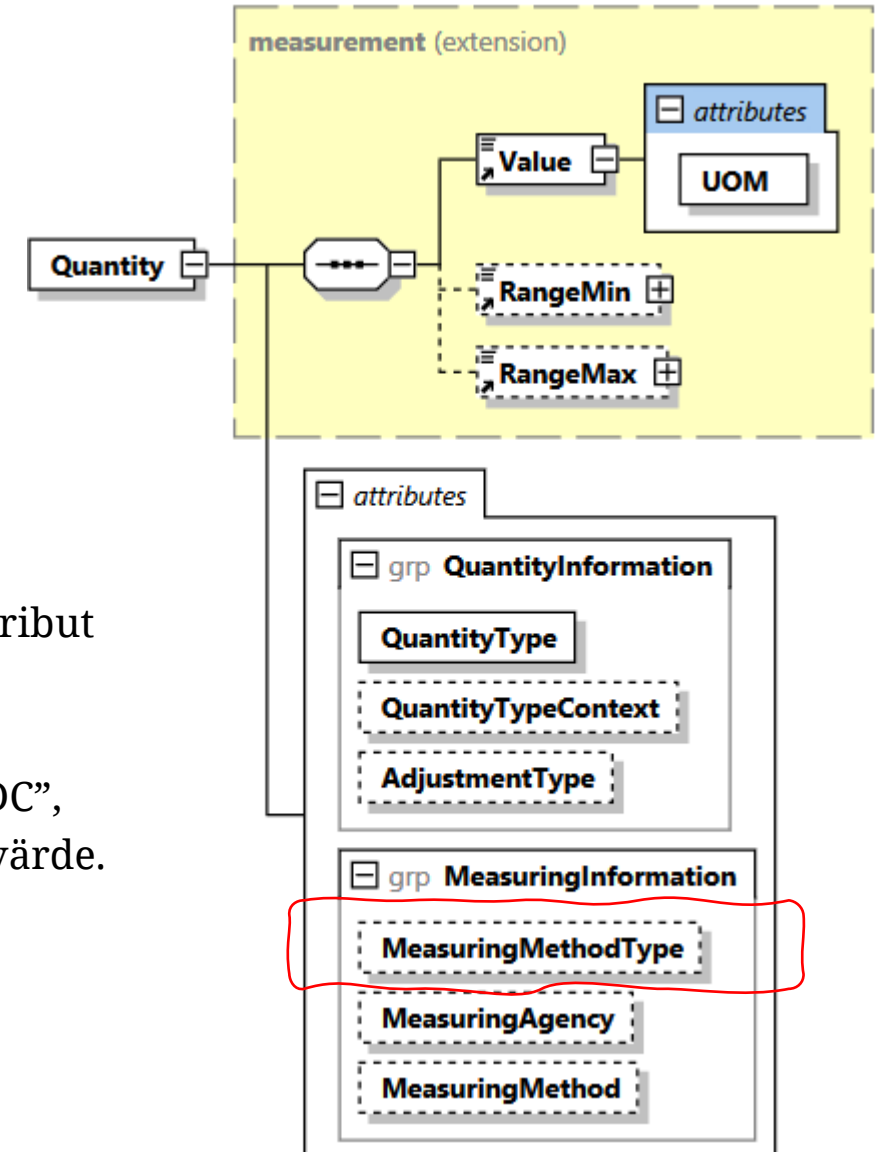 measurement (extension)
attributes
Value
UOM
Quantity
RangeMin
RangeMax
attributes
grp QuantityInformation
QuantityType
QuantityTypeContext
AdjustmentType
ribut
C”,
värde.
grp MeasuringInformation
MeasuringMethodType
MeasuringAgency
MeasuringMethod